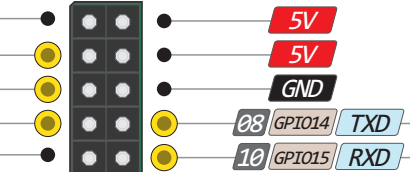 5V
5V
GND
08 GPIO14 TXD
10 GPIO15 RXD